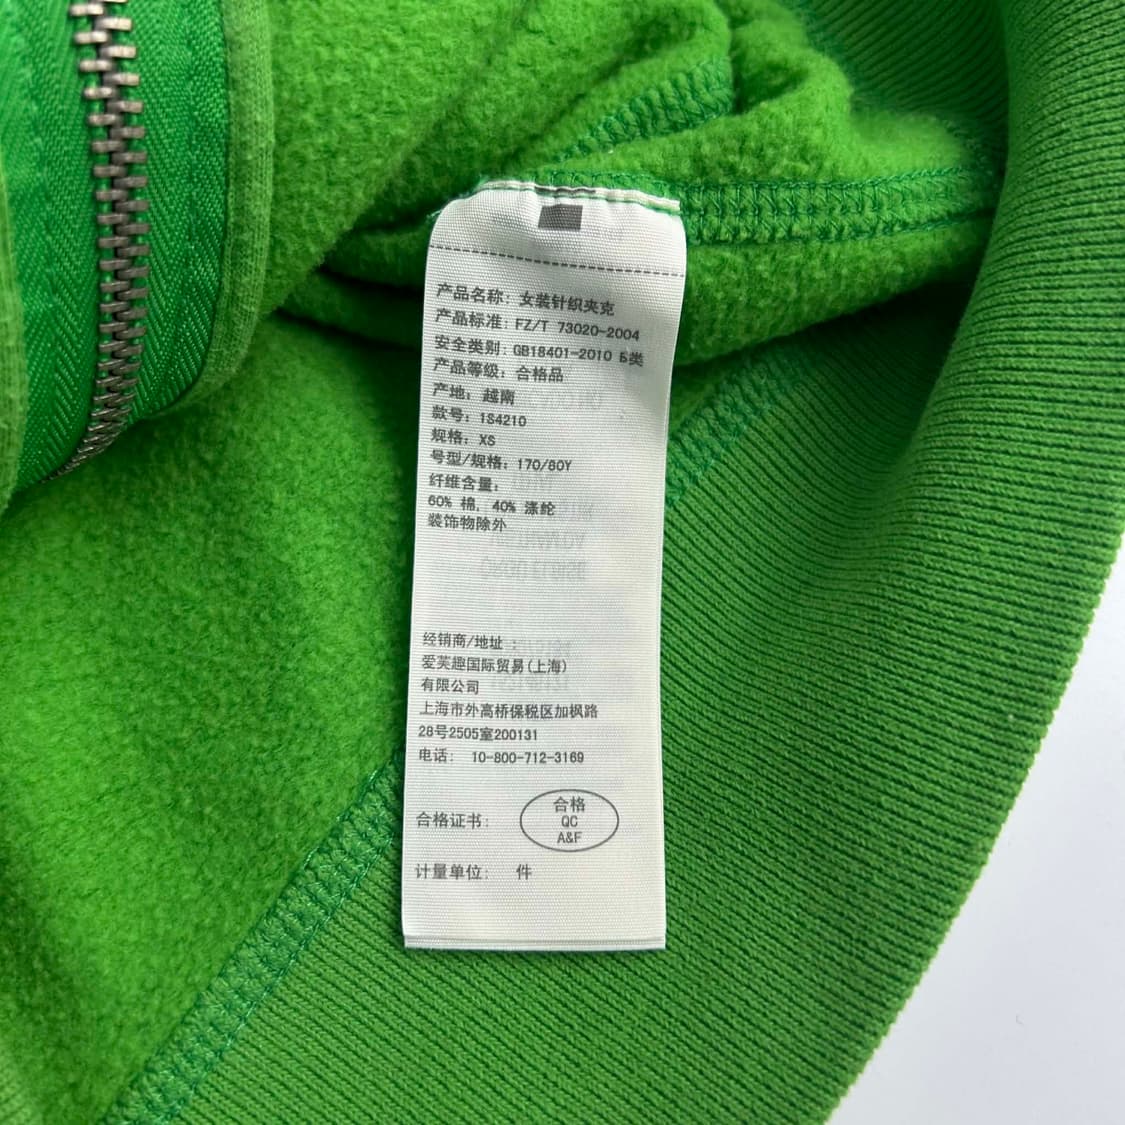 产品名称: 女装针织夹克
产品标准: FZ/T 73020-2004
安全类别: GB18401-2010 Б类
产品等级: 合格品
产地: 越南
款号: 1S4210
规格: XS
号型/规格: 170/80Y
纤维含量:
60% 棉, 40% 涤纶
装饰物除外
经销商/地址 :
爱芙趣国际贸易(上海)
有限公司
上海市外高桥保税区加枫路
28号2505室200131
电话: 10-800-712-3169
合格证书:
合格
QC
A&F
计量单位: 件